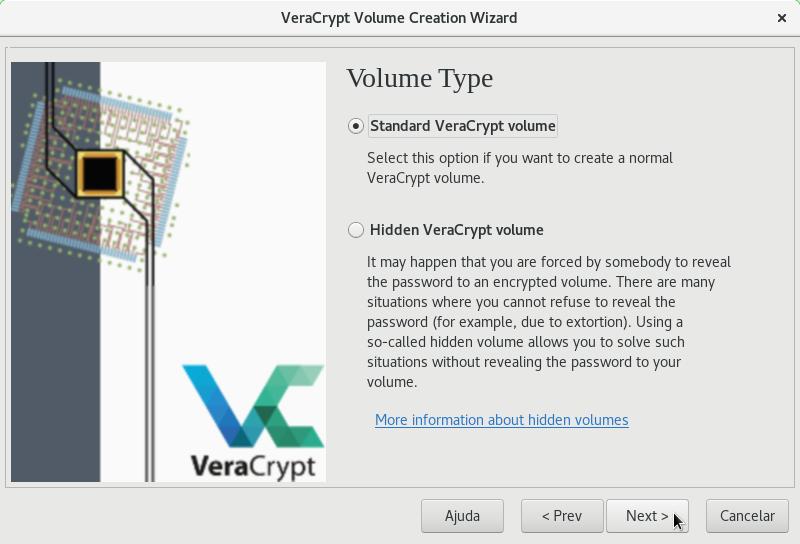 VeraCrypt Volume Creation Wizard
Volume Type
Standard VeraCrypt volume
Select this option if you want to create a normal
VeraCrypt volume.
Hidden VeraCrypt volume
It may happen that you are forced by somebody to reveal
the password to an encrypted volume. There are many
situations where you cannot refuse to reveal the
password (for example, due to extortion). Using a
so-called hidden volume allows you to solve such
situations without revealing the password to your
volume.
More information about hidden volumes
VeraCrypt
Ajuda
< Prev
Next >
Cancelar